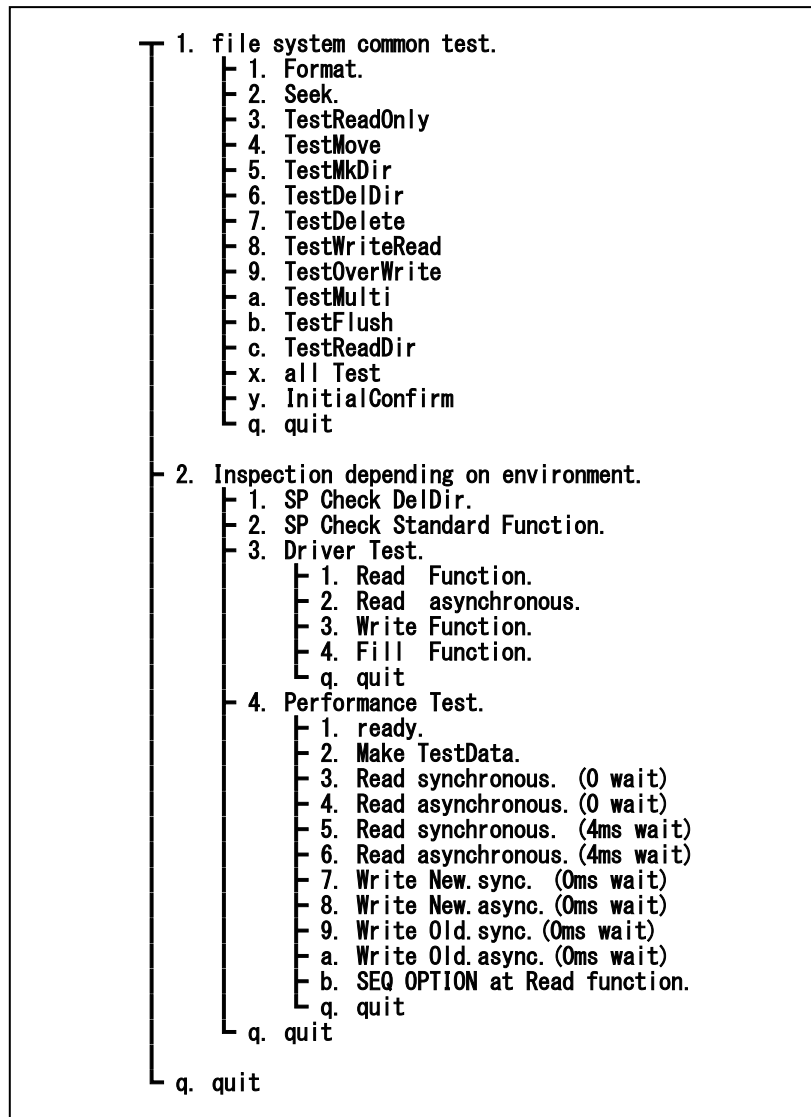 1. file system common test.
1. Format.
2. Seek.
3. TestReadOnly
4. TestMove
5. TestMkDir
6. TestDelDir
7. TestDelete
8. TestWriteRead
9. TestOverWrite
a. TestMulti
b. TestFlush
c. TestReadDir
x. all Test
y. InitialConfirm
q. quit
2. Inspection depending on environment.
1. SP Check DelDir.
2. SP Check Standard Function.
3. Driver Test.
1. Read Function.
2. Read asynchronous.
3. Write Function.
4. Fill Function.
q. quit
4. Performance Test.
1. ready.
2. Make TestData.
3. Read synchronous. (0 wait)
4. Read asynchronous.(0 wait)
5. Read synchronous. (4ms wait)
6. Read asynchronous.(4ms wait)
7. Write New.sync. (0ms wait)
8. Write New.async.(0ms wait)
9. Write Old.sync.(0ms wait)
a. Write Old.async.(0ms wait)
b. SEQ OPTION at Read function.
q. quit
q. quit
q. quit